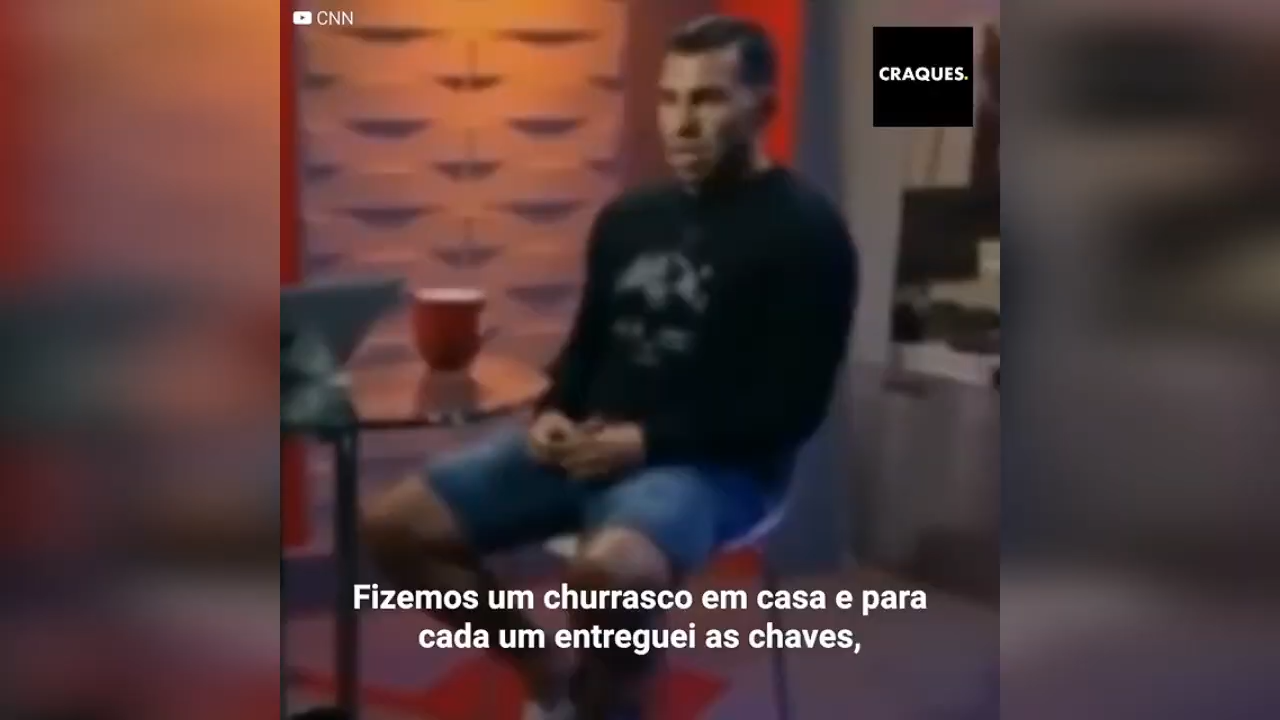 CNN
CRAQUES.
Fizemos um churrasco em casa e para
cada um entreguei as chaves,